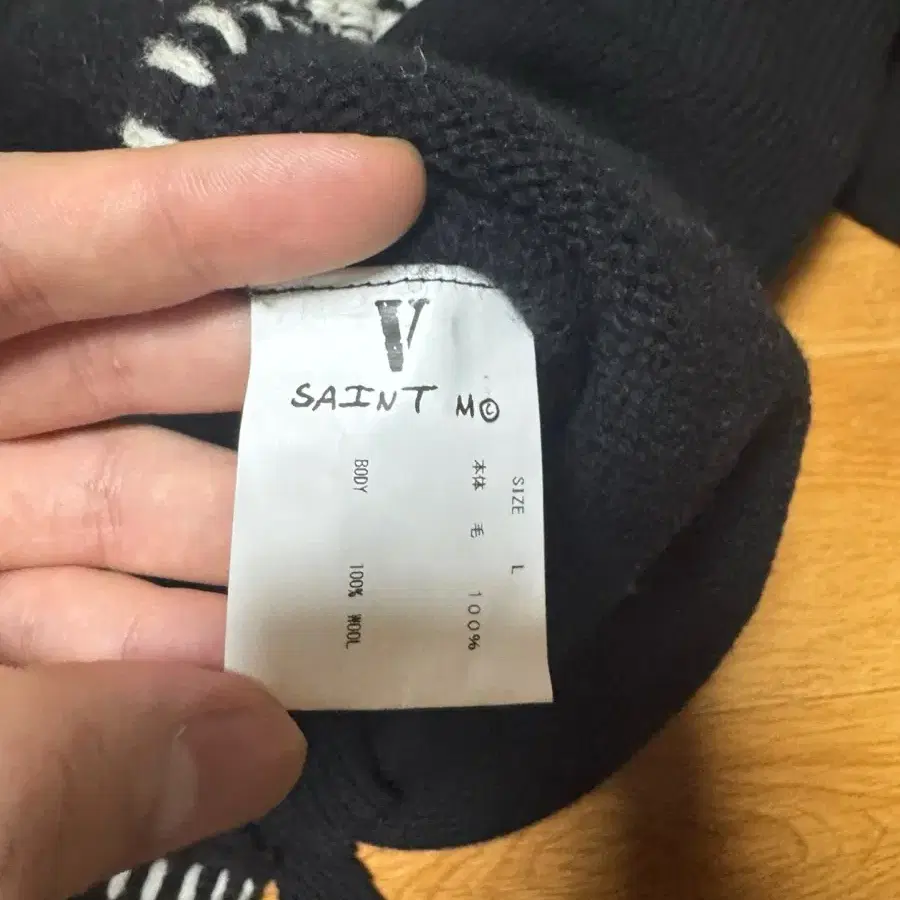 V
SAINT M©
SIZE L
本体 毛 100%
BODY 100% WOOL